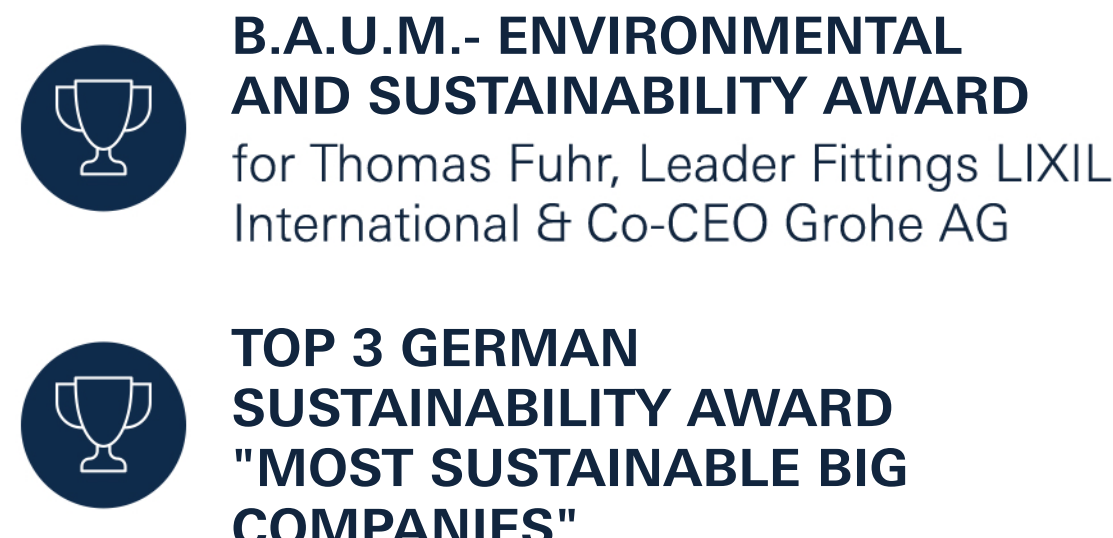 B.A.U.M.- ENVIRONMENTAL
AND SUSTAINABILITY AWARD
for Thomas Fuhr, Leader Fittings LIXIL
International & Co-CEO Grohe AG
TOP 3 GERMAN
SUSTAINABILITY AWARD
"MOST SUSTAINABLE BIG
COMPANIES"